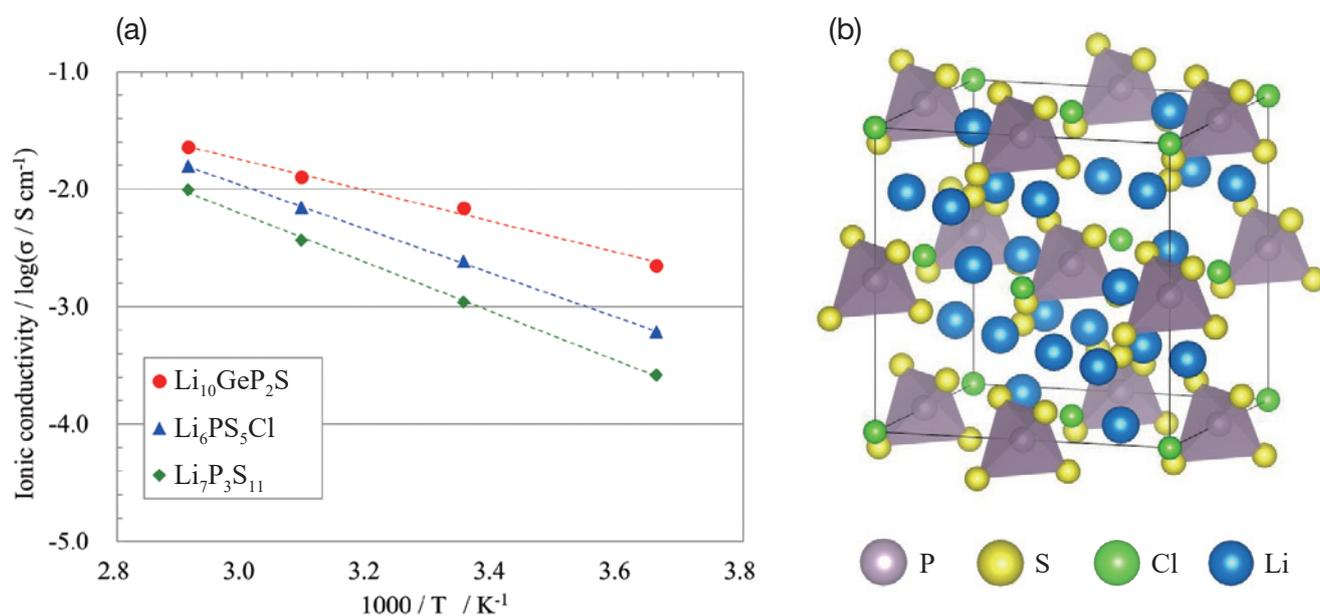 (a)
Ionic conductivity / log(σ / S cm⁻¹)
-1.0
-2.0
-3.0
-4.0
-5.0
Li₁₀GeP₂S
Li₆PS₅Cl
Li₇P₃S₁₁
2.8 3.0 3.2 3.4 3.6 3.8
1000 / T / K⁻¹
(b)
P S Cl Li